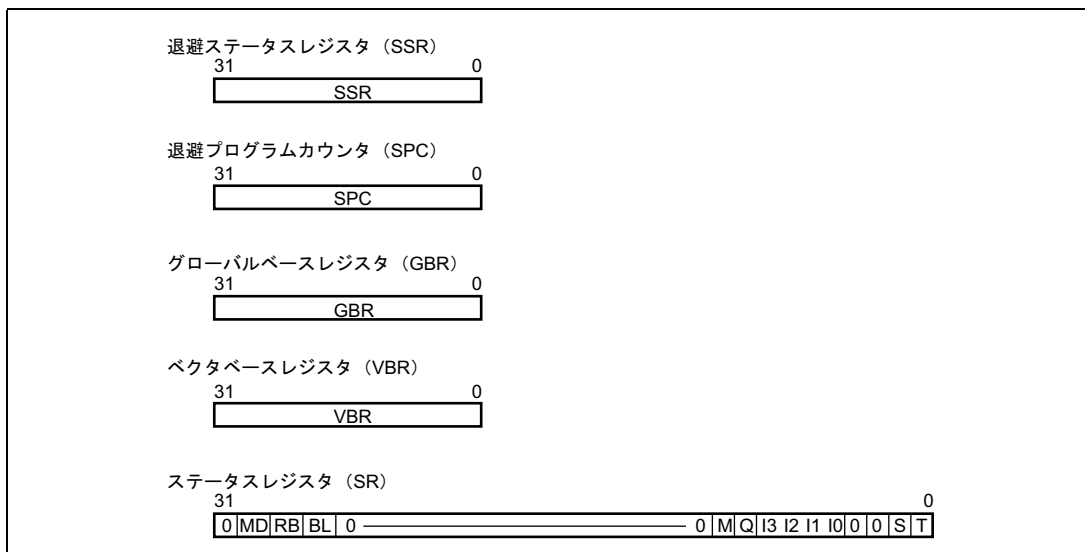 退避ステータスレジスタ（SSR）
31 0
SSR
退避プログラムカウンタ（SPC）
31 0
SPC
グローバルベースレジスタ（GBR）
31 0
GBR
ベクタベースレジスタ（VBR）
31 0
VBR
ステータスレジスタ（SR）
31 0
0 MD RB BL 0 0 M Q I3 I2 I1 I0 0 0 S T